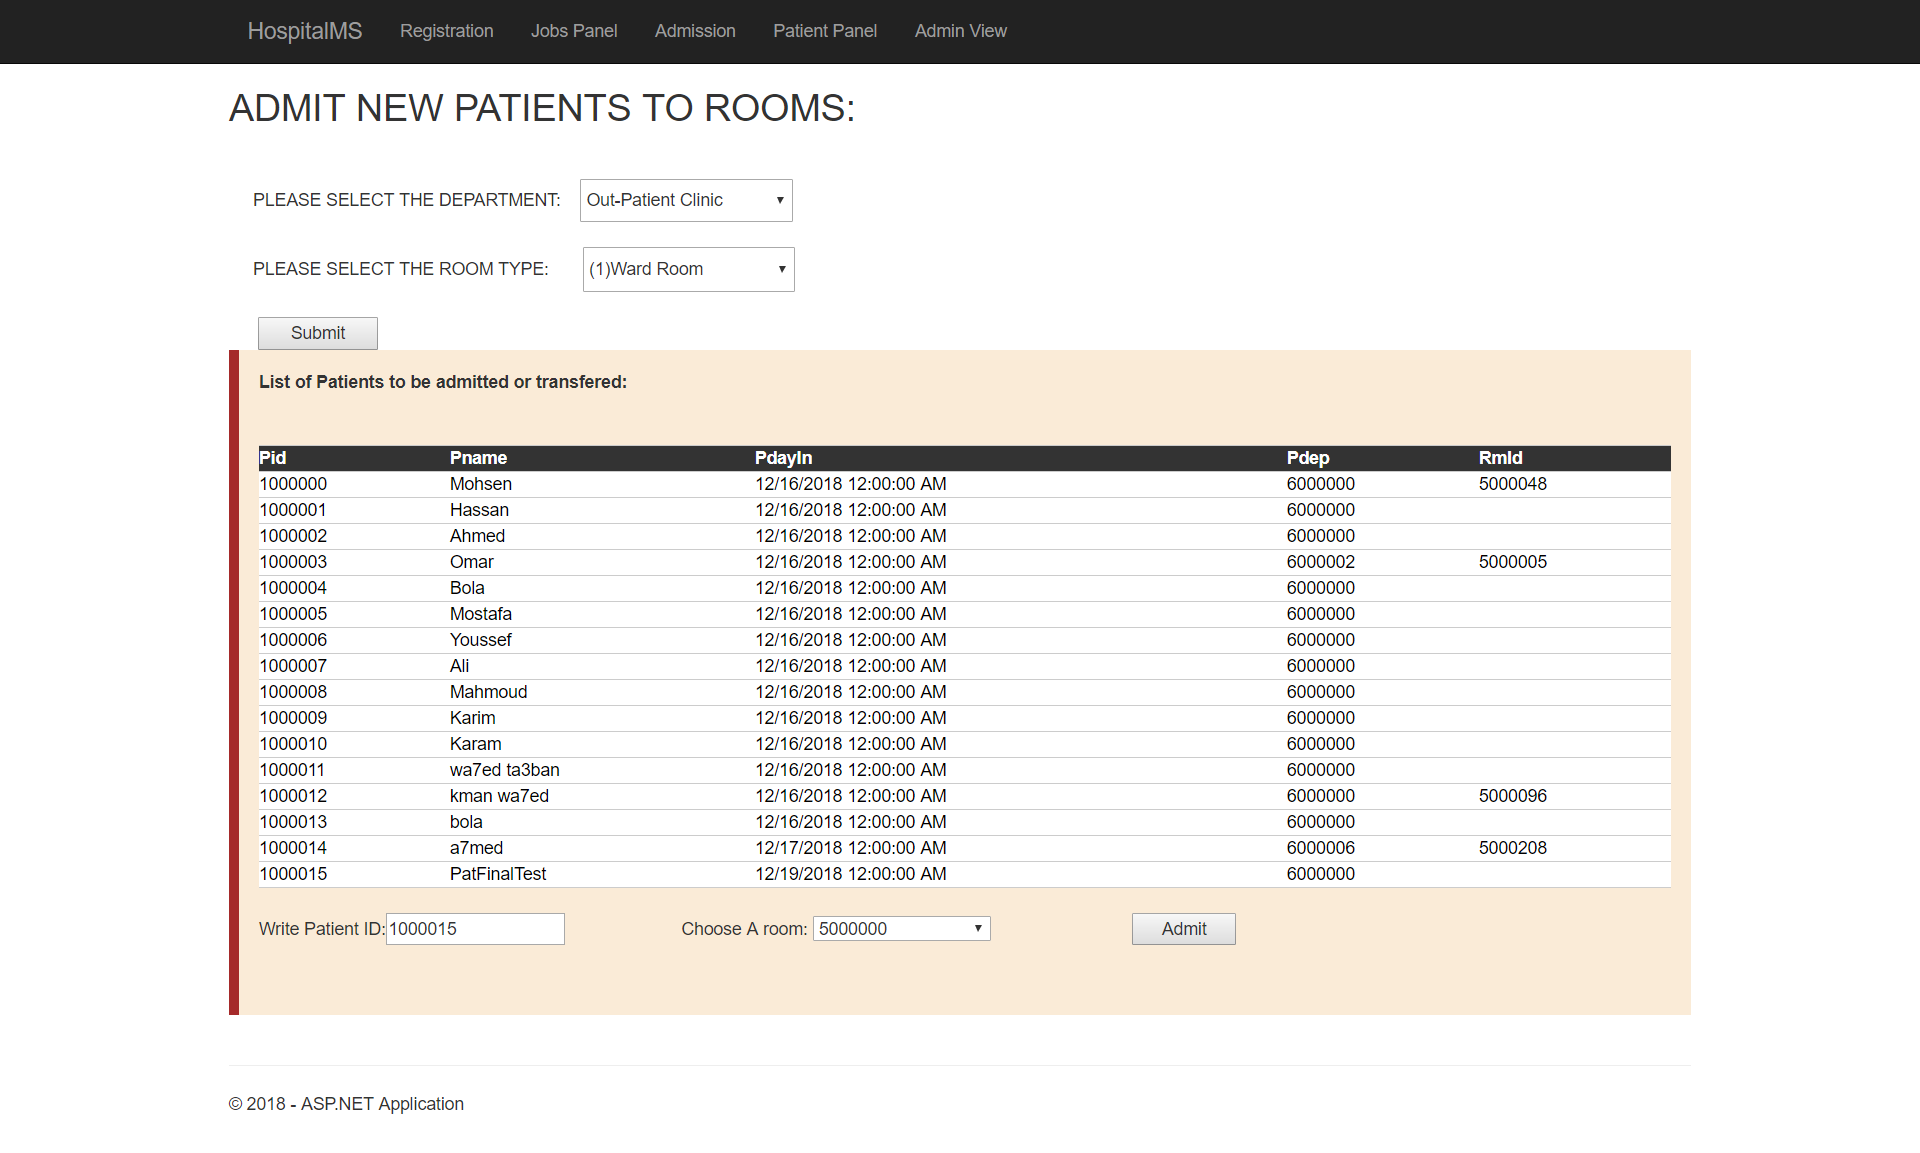 HospitalMS Registration Jobs Panel Admission Patient Panel Admin View
ADMIT NEW PATIENTS TO ROOMS:
PLEASE SELECT THE DEPARTMENT: Out-Patient Clinic
PLEASE SELECT THE ROOM TYPE: (1)Ward Room
Submit
List of Patients to be admitted or transfered:
Pid Pname PdayIn Pdep RmId
1000000 Mohsen 12/16/2018 12:00:00 AM 6000000 5000048
1000001 Hassan 12/16/2018 12:00:00 AM 6000000
1000002 Ahmed 12/16/2018 12:00:00 AM 6000000
1000003 Omar 12/16/2018 12:00:00 AM 6000002 5000005
1000004 Bola 12/16/2018 12:00:00 AM 6000000
1000005 Mostafa 12/16/2018 12:00:00 AM 6000000
1000006 Youssef 12/16/2018 12:00:00 AM 6000000
1000007 Ali 12/16/2018 12:00:00 AM 6000000
1000008 Mahmoud 12/16/2018 12:00:00 AM 6000000
1000009 Karim 12/16/2018 12:00:00 AM 6000000
1000010 Karam 12/16/2018 12:00:00 AM 6000000
1000011 wa7ed ta3ban 12/16/2018 12:00:00 AM 6000000
1000012 kman wa7ed 12/16/2018 12:00:00 AM 6000000 5000096
1000013 bola 12/16/2018 12:00:00 AM 6000000
1000014 a7med 12/17/2018 12:00:00 AM 6000006 5000208
1000015 PatFinalTest 12/19/2018 12:00:00 AM 6000000
Write Patient ID: 1000015 Choose A room: 5000000 Admit
© 2018 - ASP.NET Application